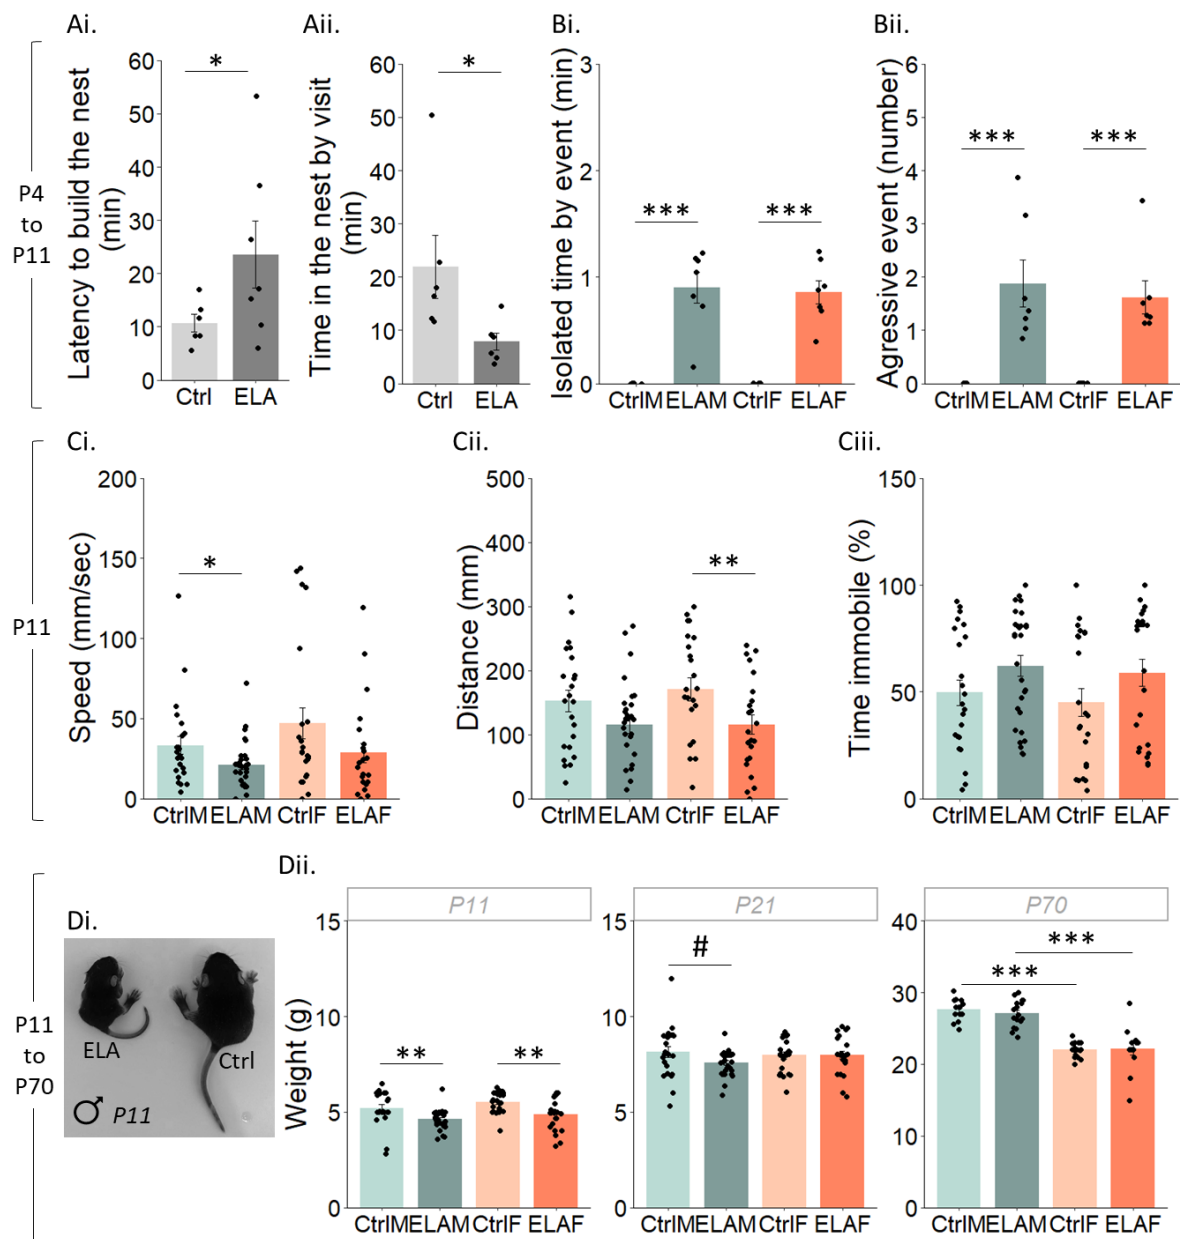 Ai.
Aii.
Bi.
Bii.
P4
to
P11
Latency to build the nest
(min)
60
50
40
30
20
10
0
*
Ctrl ELA
Time in the nest by visit
(min)
60
50
40
30
20
10
0
*
Ctrl ELA
Isolated time by event (min)
3
2
1
0
*** ***
CtrlM ELAM CtrlF ELAF
Agressive event (number)
6
5
4
3
2
1
0
*** ***
CtrlM ELAM CtrlF ELAF
Ci.
Cii.
Ciii.
P11
Speed (mm/sec)
200
150
100
50
0
*
CtrlM ELAM CtrlF ELAF
Distance (mm)
500
400
300
200
100
0
**
CtrlM ELAM CtrlF ELAF
Time immobile (%)
150
100
50
0
CtrlM ELAM CtrlF ELAF
P11
to
P70
Di.
ELA
Ctrl
♂ P11
Dii.
Weight (g)
P11
15
10
5
0
** **
CtrlM ELAM CtrlF ELAF
P21
15
10
5
0
#
CtrlM ELAM CtrlF ELAF
P70
40
30
20
10
0
***
***
CtrlM ELAM CtrlF ELAF